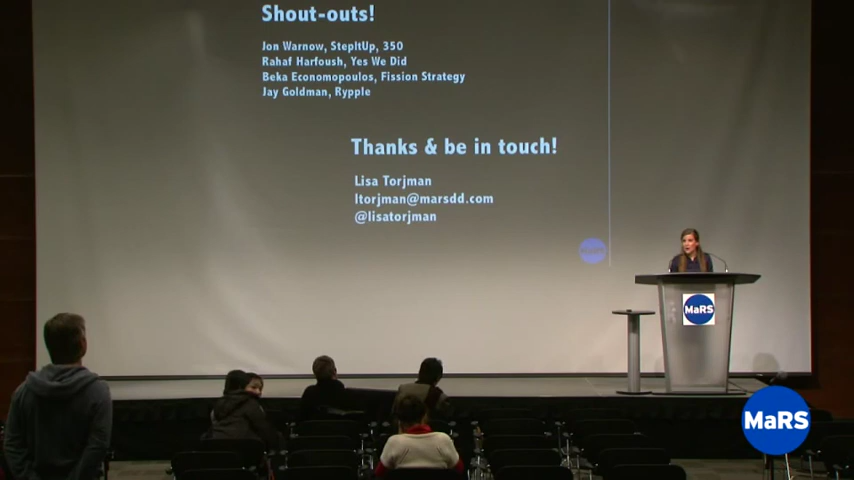 Shout-outs!
Jon Warnow, StepItUp, 350
Rahaf Harfoush, Yes We Did
Beka Economopoulos, Fission Strategy
Jay Goldman, Rypple
Thanks & be in touch!
Lisa Torjman
ltorjman@marsdd.com
@lisatorjman
MaRS
MaRS
MaRS